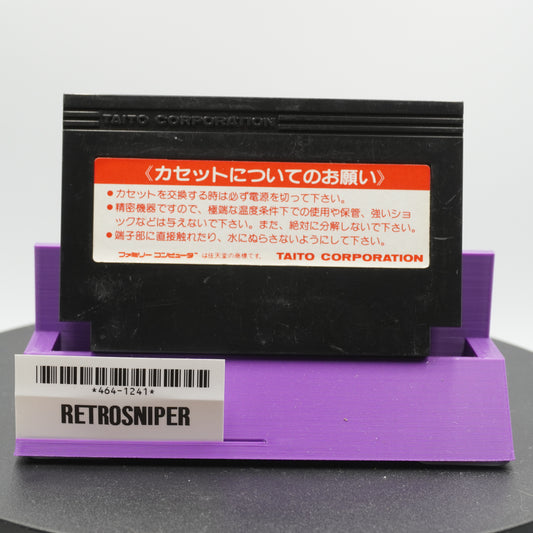 TAITO CORPORATION
《カセットについてのお願い》
●カセットを交換する時は必ず電源を切って下さい。
●精密機器ですので、極端な温度条件下での使用や保管、強いショ
ックなどは与えないで下さい。また、絶対に分解しないで下さい。
●端子部に直接触れたり、水にぬらさないようにして下さい。
ファミリー コンピュータ™ は任天堂の商標です。 TAITO CORPORATION
*464-1241*
RETROSNIPER